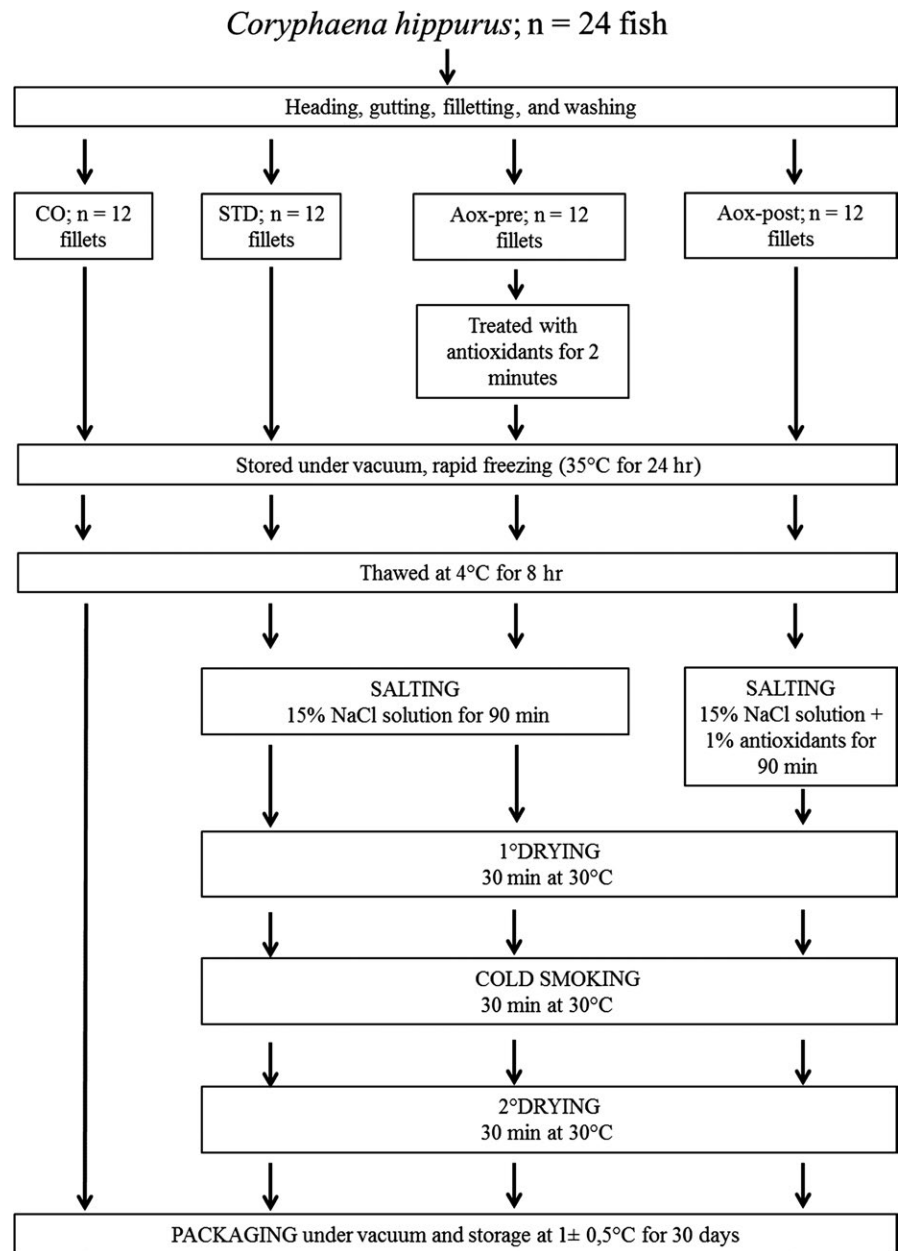 Coryphaena hippurus; n = 24 fish
Heading, gutting, filletting, and washing
CO; n = 12
fillets
STD; n = 12
fillets
Aox-pre; n = 12
fillets
Aox-post; n = 12
fillets
Treated with
antioxidants for 2
minutes
Stored under vacuum, rapid freezing (35°C for 24 hr)
Thawed at 4°C for 8 hr
SALTING
15% NaCl solution for 90 min
SALTING
15% NaCl solution +
1% antioxidants for
90 min
1°DRYING
30 min at 30°C
COLD SMOKING
30 min at 30°C
2°DRYING
30 min at 30°C
PACKAGING under vacuum and storage at 1± 0,5°C for 30 days